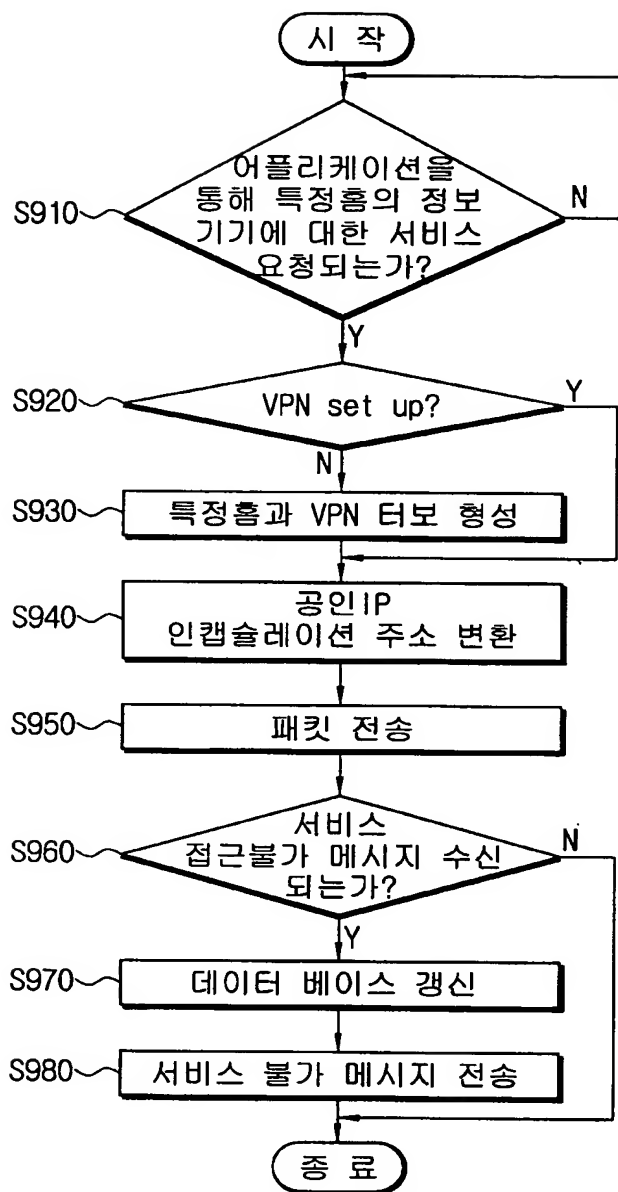 시 작
어플리케이션을
통해 특정홈의 정보
기기에 대한 서비스
요청되는가?
S910
N
Y
S920
VPN set up?
Y
N
S930
특정홈과 VPN 터보 형성
S940
공인IP
인캡슐레이션 주소 변환
S950
패킷 전송
S960
서비스
접근불가 메시지 수신
되는가?
N
Y
S970
데이터 베이스 갱신
S980
서비스 불가 메시지 전송
종 료